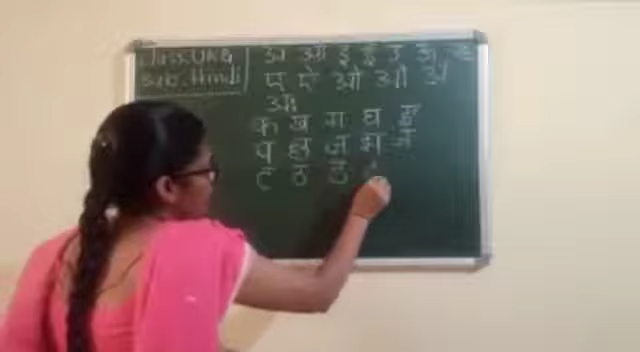 Class: UKG
Sub: Hindi
अ आ इ ई उ ऊ
ए ऐ ओ औ अं
अः
क ख ग घ ङ
च छ ज झ ञ
ट ठ ड